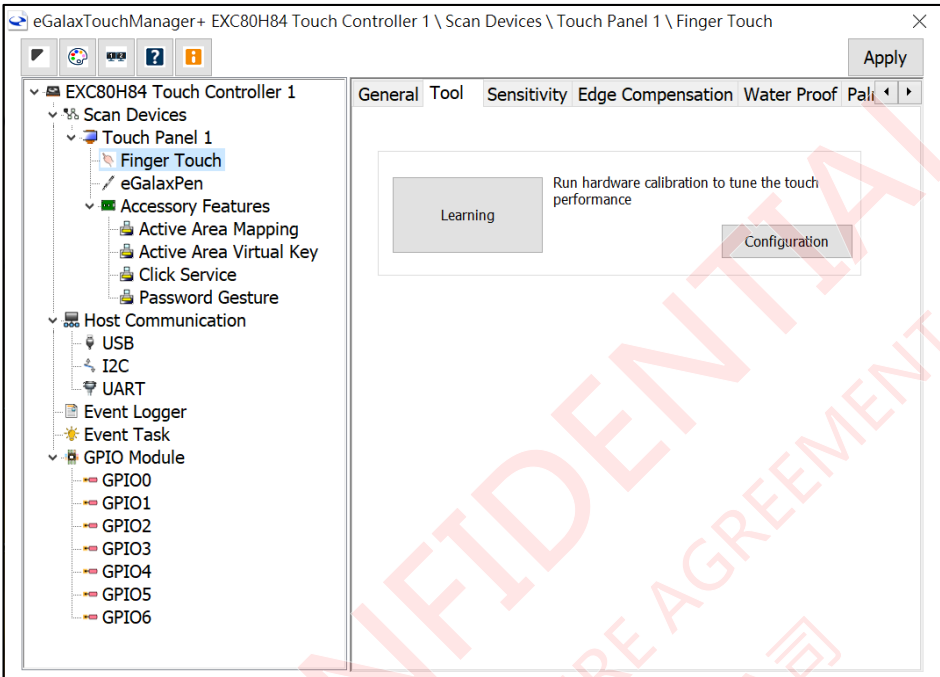 eGalaxTouchManager+ EXC80H84 Touch Controller 1 \ Scan Devices \ Touch Panel 1 \ Finger Touch
Apply
EXC80H84 Touch Controller 1
Scan Devices
Touch Panel 1
Finger Touch
eGalaxPen
Accessory Features
Active Area Mapping
Active Area Virtual Key
Click Service
Password Gesture
Host Communication
USB
I2C
UART
Event Logger
Event Task
GPIO Module
GPIO0
GPIO1
GPIO2
GPIO3
GPIO4
GPIO5
GPIO6
General Tool Sensitivity Edge Compensation Water Proof
Learning
Run hardware calibration to tune the touch
performance
Configuration
NFIDENTIAL
RE AGREEMENT
司